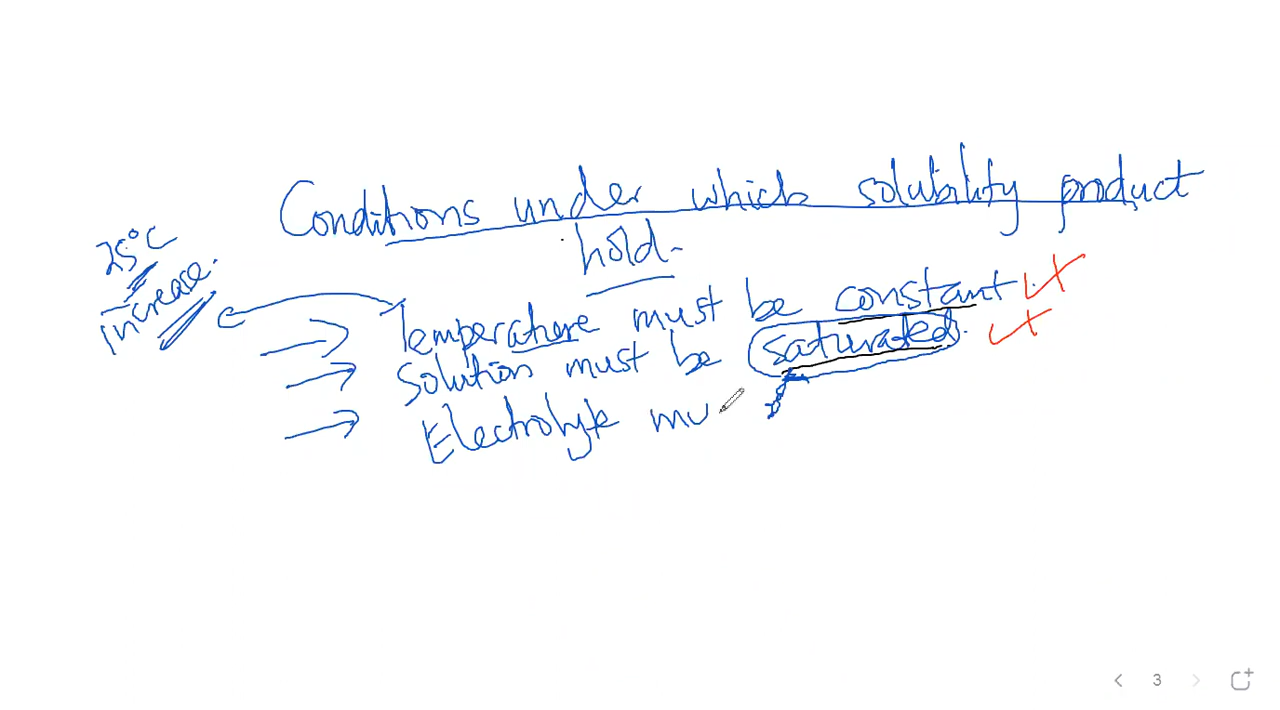 Conditions under which solubility product
hold.
25°C
increase.
Temperature must be constant
Solution must be saturated.
Electrolyte mu
3